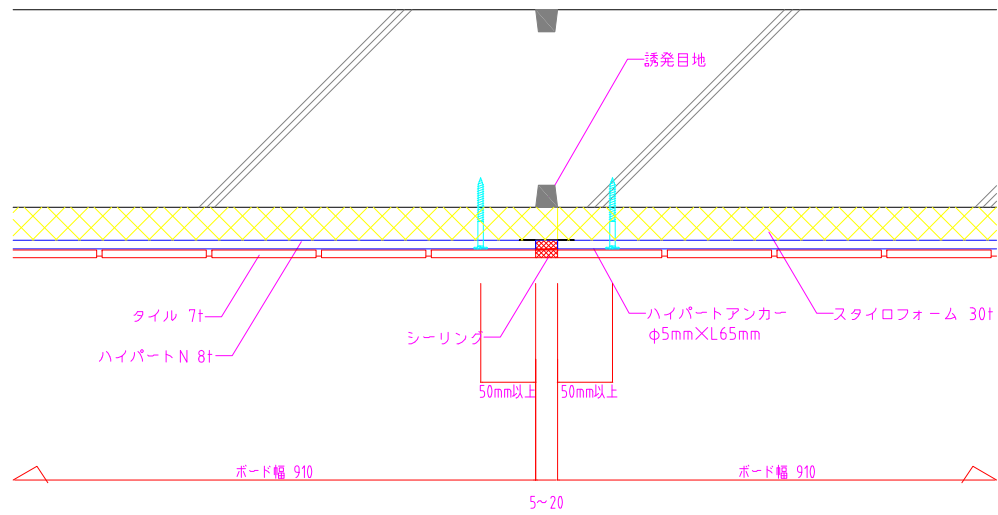 誘発目地
タイル 7t
ハイパートN 8t
シーリング
ハイパートアンカー
φ5mm×L65mm
スタイロフォーム 30t
50mm以上
50mm以上
ボード幅 910
ボード幅 910
5~20